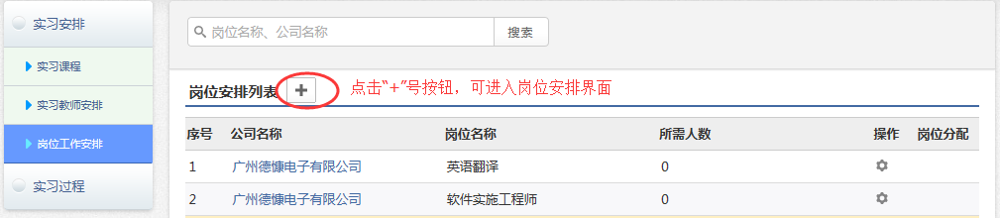 实习安排
实习课程
实习教师安排
岗位工作安排
实习过程
岗位名称、公司名称 搜索
岗位安排列表 + 点击“+”号按钮，可进入岗位安排界面
序号 公司名称 岗位名称 所需人数 操作 岗位分配
1 广州德慷电子有限公司 英语翻译 0
2 广州德慷电子有限公司 软件实施工程师 0